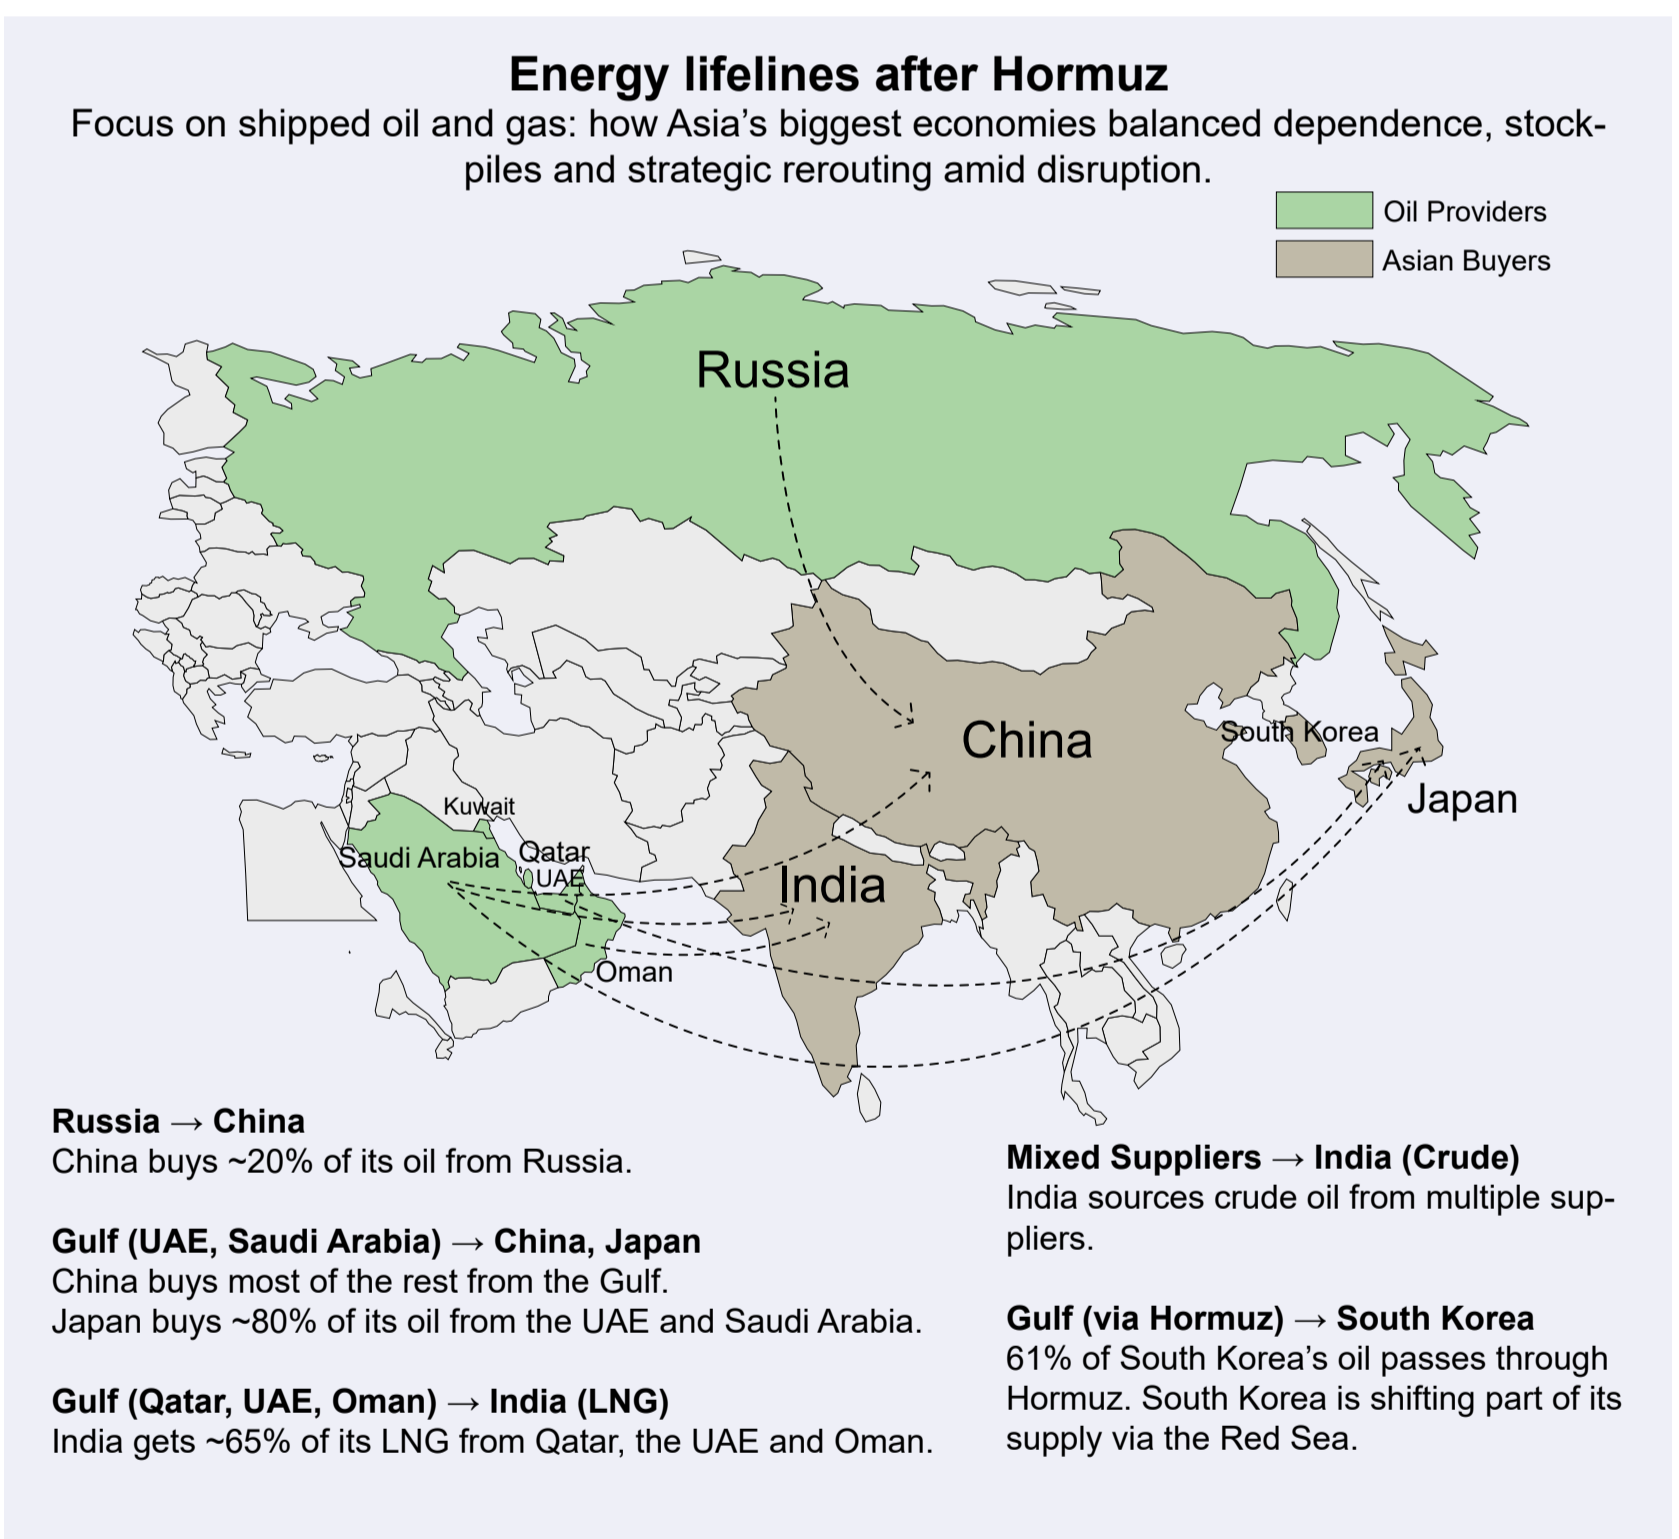 Energy lifelines after Hormuz
Focus on shipped oil and gas: how Asia’s biggest economies balanced dependence, stock-
piles and strategic rerouting amid disruption.
Oil Providers
Asian Buyers
Russia
China
South Korea
Japan
Kuwait
Saudi Arabia
Qatar
UAE
India
Oman
Russia → China
China buys ~20% of its oil from Russia.
Gulf (UAE, Saudi Arabia) → China, Japan
China buys most of the rest from the Gulf.
Japan buys ~80% of its oil from the UAE and Saudi Arabia.
Gulf (Qatar, UAE, Oman) → India (LNG)
India gets ~65% of its LNG from Qatar, the UAE and Oman.
Mixed Suppliers → India (Crude)
India sources crude oil from multiple sup-
pliers.
Gulf (via Hormuz) → South Korea
61% of South Korea’s oil passes through
Hormuz. South Korea is shifting part of its
supply via the Red Sea.